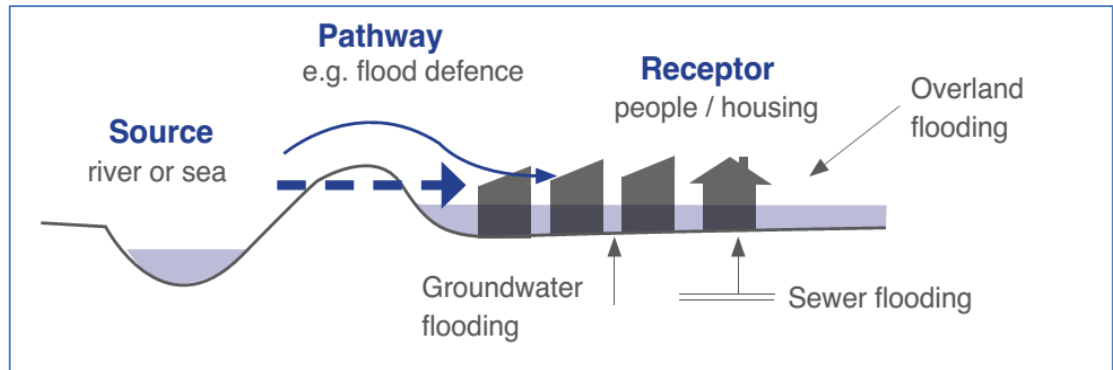 Pathway
e.g. flood defence
Receptor
people / housing
Overland
flooding
Source
river or sea
Groundwater
flooding
Sewer flooding